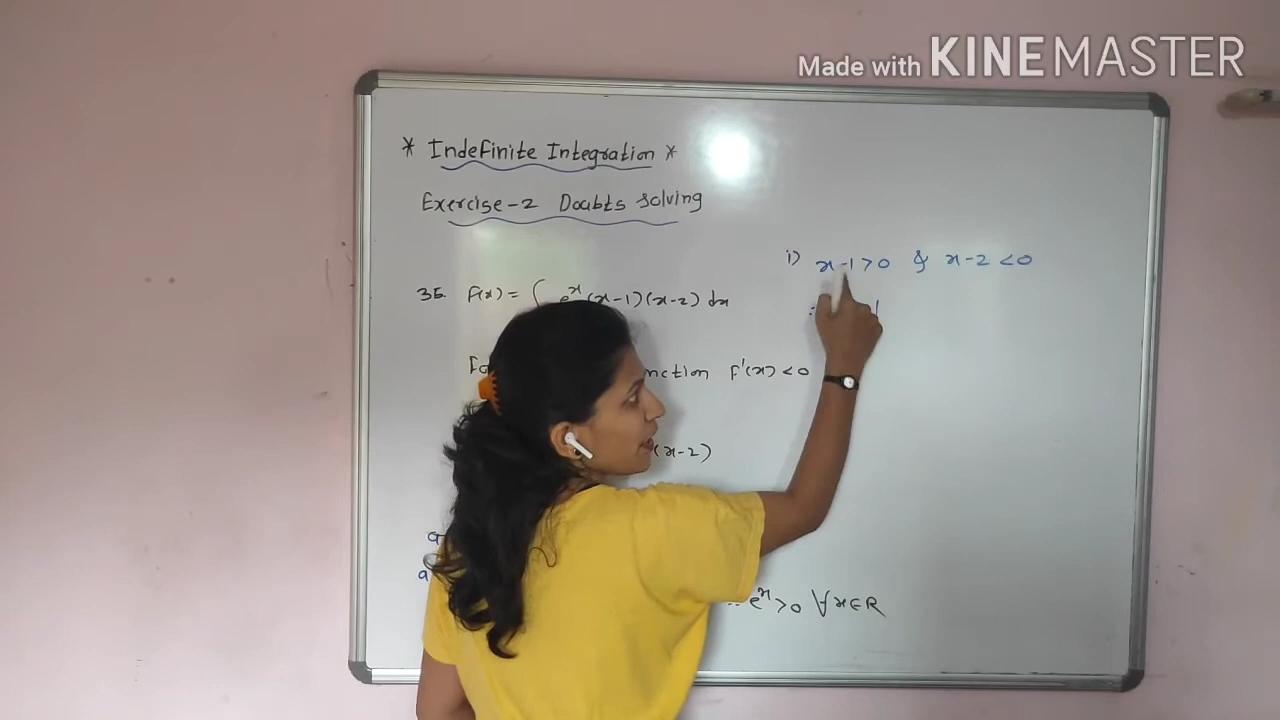 Made with KINEMASTER
* Indefinite Integration *
Exercise-2 Doubts Solving
i) x-1>0 & x-2<0
35. f(x) = ∫ e^x (x-1)(x-2) dx
f'(x) <0
(x-2)
e^x >0 ∀ x∈R